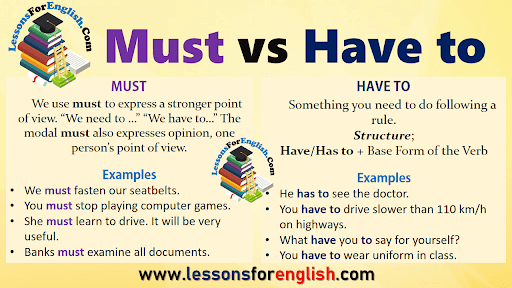 LessonsForEnglish.Com
Must vs Have to
MUST
We use must to express a stronger point
of view. “We need to ...” “We have to...” The
modal must also expresses opinion, one
person’s point of view.
Examples
• We must fasten our seatbelts.
• You must stop playing computer games.
• She must learn to drive. It will be very
useful.
• Banks must examine all documents.
LessonsForEnglish.Com
HAVE TO
Something you need to do following a
rule.
Structure;
Have/Has to + Base Form of the Verb
Examples
• He has to see the doctor.
• You have to drive slower than 110 km/h
on highways.
• What have you to say for yourself?
• You have to wear uniform in class.
www.lessonsforenglish.com